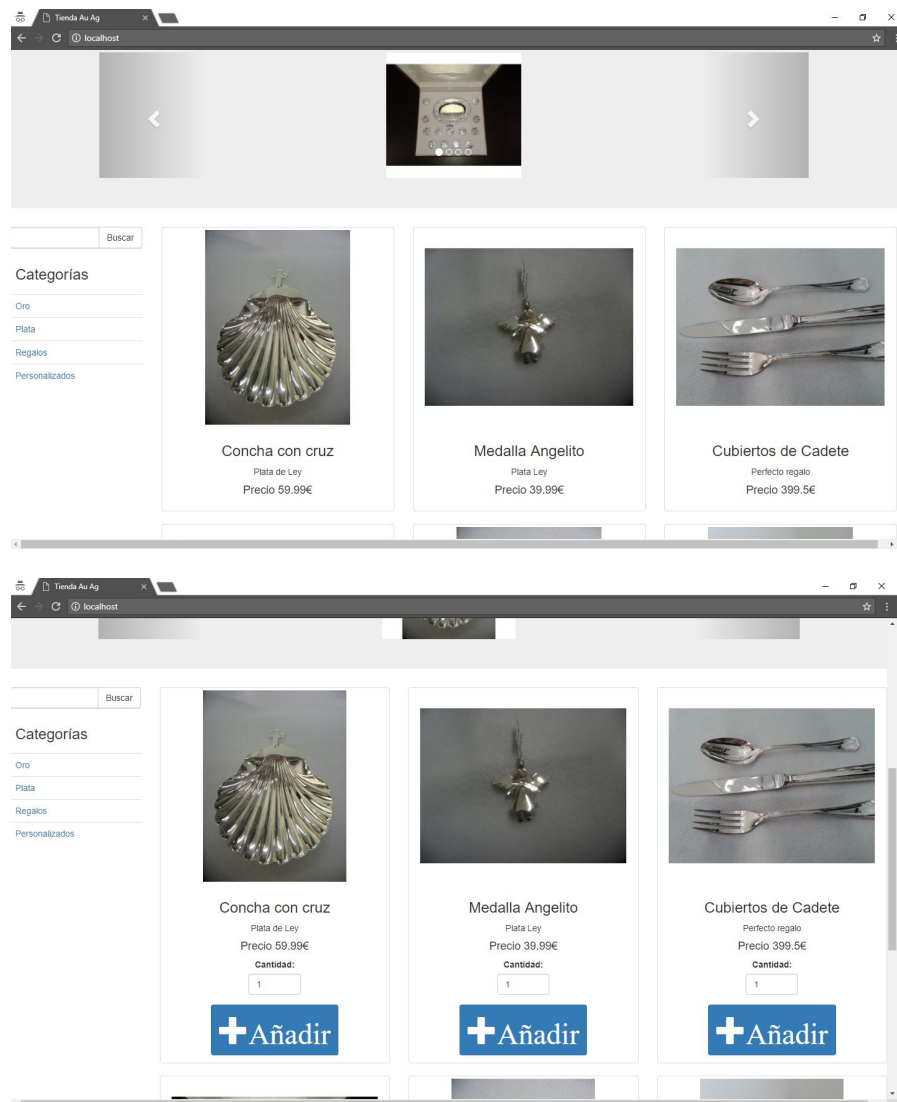 Tienda Au Ag
localhost
Buscar
Categorías
Oro
Plata
Regalos
Personalizados
Concha con cruz
Plata de Ley
Precio 59.99€
Medalla Angelito
Plata Ley
Precio 39.99€
Cubiertos de Cadete
Perfecto regalo
Precio 399.5€
Tienda Au Ag
localhost
Buscar
Categorías
Oro
Plata
Regalos
Personalizados
Concha con cruz
Plata de Ley
Precio 59.99€
Cantidad:
1
Añadir
Medalla Angelito
Plata Ley
Precio 39.99€
Cantidad:
1
Añadir
Cubiertos de Cadete
Perfecto regalo
Precio 399.5€
Cantidad:
1
Añadir